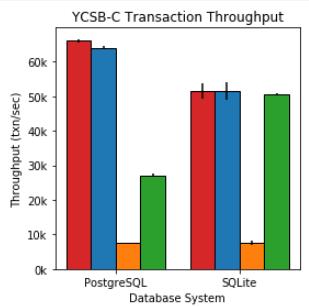 YCSB-C Transaction Throughput
Throughput (txn/sec)
60k
50k
40k
30k
20k
10k
0k
PostgreSQL
SQLite
Database System